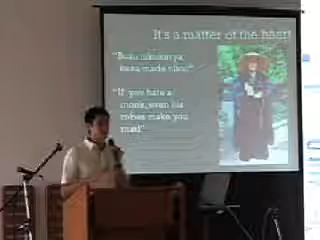 It's a matter of the heart
"Bozu nikukerya,
kesa made nikui"
"If you hate a
monk, even his
robes make you
mad"